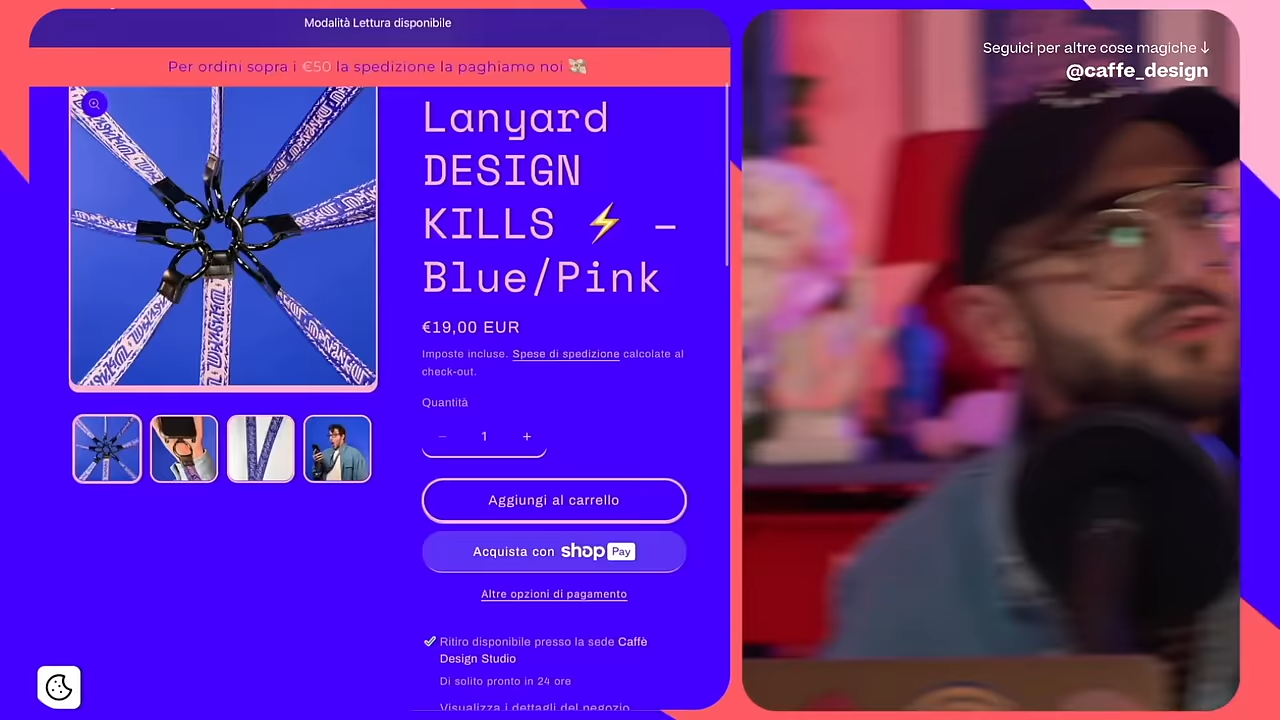 Modalità Lettura disponibile
Per ordini sopra i €50 la spedizione la paghiamo noi 💸
Seguici per altre cose magiche ↓
@caffe_design
Lanyard
DESIGN
KILLS ⚡ –
Blue/Pink
€19,00 EUR
Imposte incluse. Spese di spedizione calcolate al
check-out.
Quantità
− 1 +
Aggiungi al carrello
Acquista con shop Pay
Altre opzioni di pagamento
Ritiro disponibile presso la sede Caffè
Design Studio
Di solito pronto in 24 ore
Visualizza i dettagli del negozio